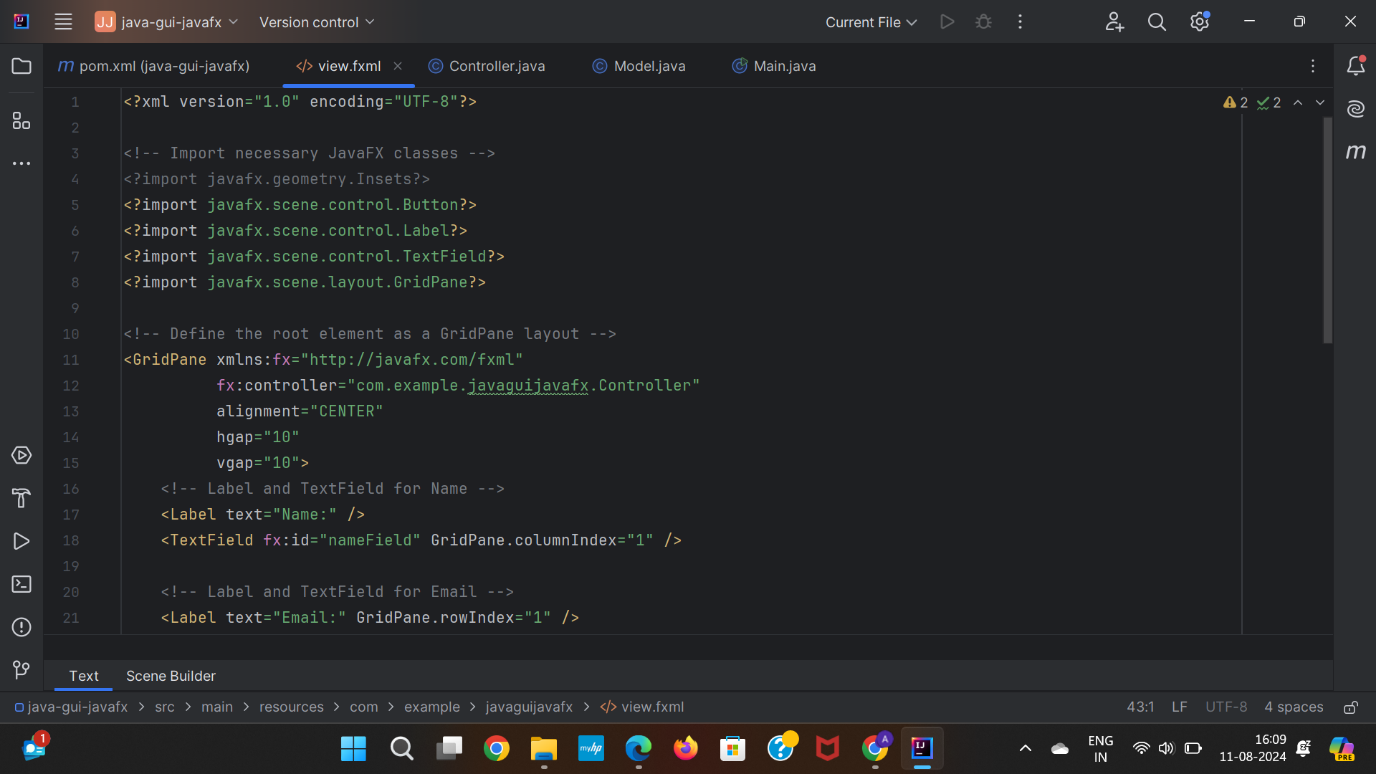 JJ java-gui-javafx Version control Current File
pom.xml (java-gui-javafx) view.fxml Controller.java Model.java Main.java
2 2
1 <?xml version="1.0" encoding="UTF-8"?>
2
3 <!-- Import necessary JavaFX classes -->
4 <?import javafx.geometry.Insets?>
5 <?import javafx.scene.control.Button?>
6 <?import javafx.scene.control.Label?>
7 <?import javafx.scene.control.TextField?>
8 <?import javafx.scene.layout.GridPane?>
9
10 <!-- Define the root element as a GridPane layout -->
11 <GridPane xmlns:fx="http://javafx.com/fxml"
12 fx:controller="com.example.javaguijavafx.Controller"
13 alignment="CENTER"
14 hgap="10"
15 vgap="10">
16 <!-- Label and TextField for Name -->
17 <Label text="Name:" />
18 <TextField fx:id="nameField" GridPane.columnIndex="1" />
19
20 <!-- Label and TextField for Email -->
21 <Label text="Email:" GridPane.rowIndex="1" />
Text Scene Builder
java-gui-javafx > src > main > resources > com > example > javaguijavafx > view.fxml 43:1 LF UTF-8 4 spaces
1 myhp A ENG 16:09 PRE
IN 11-08-2024